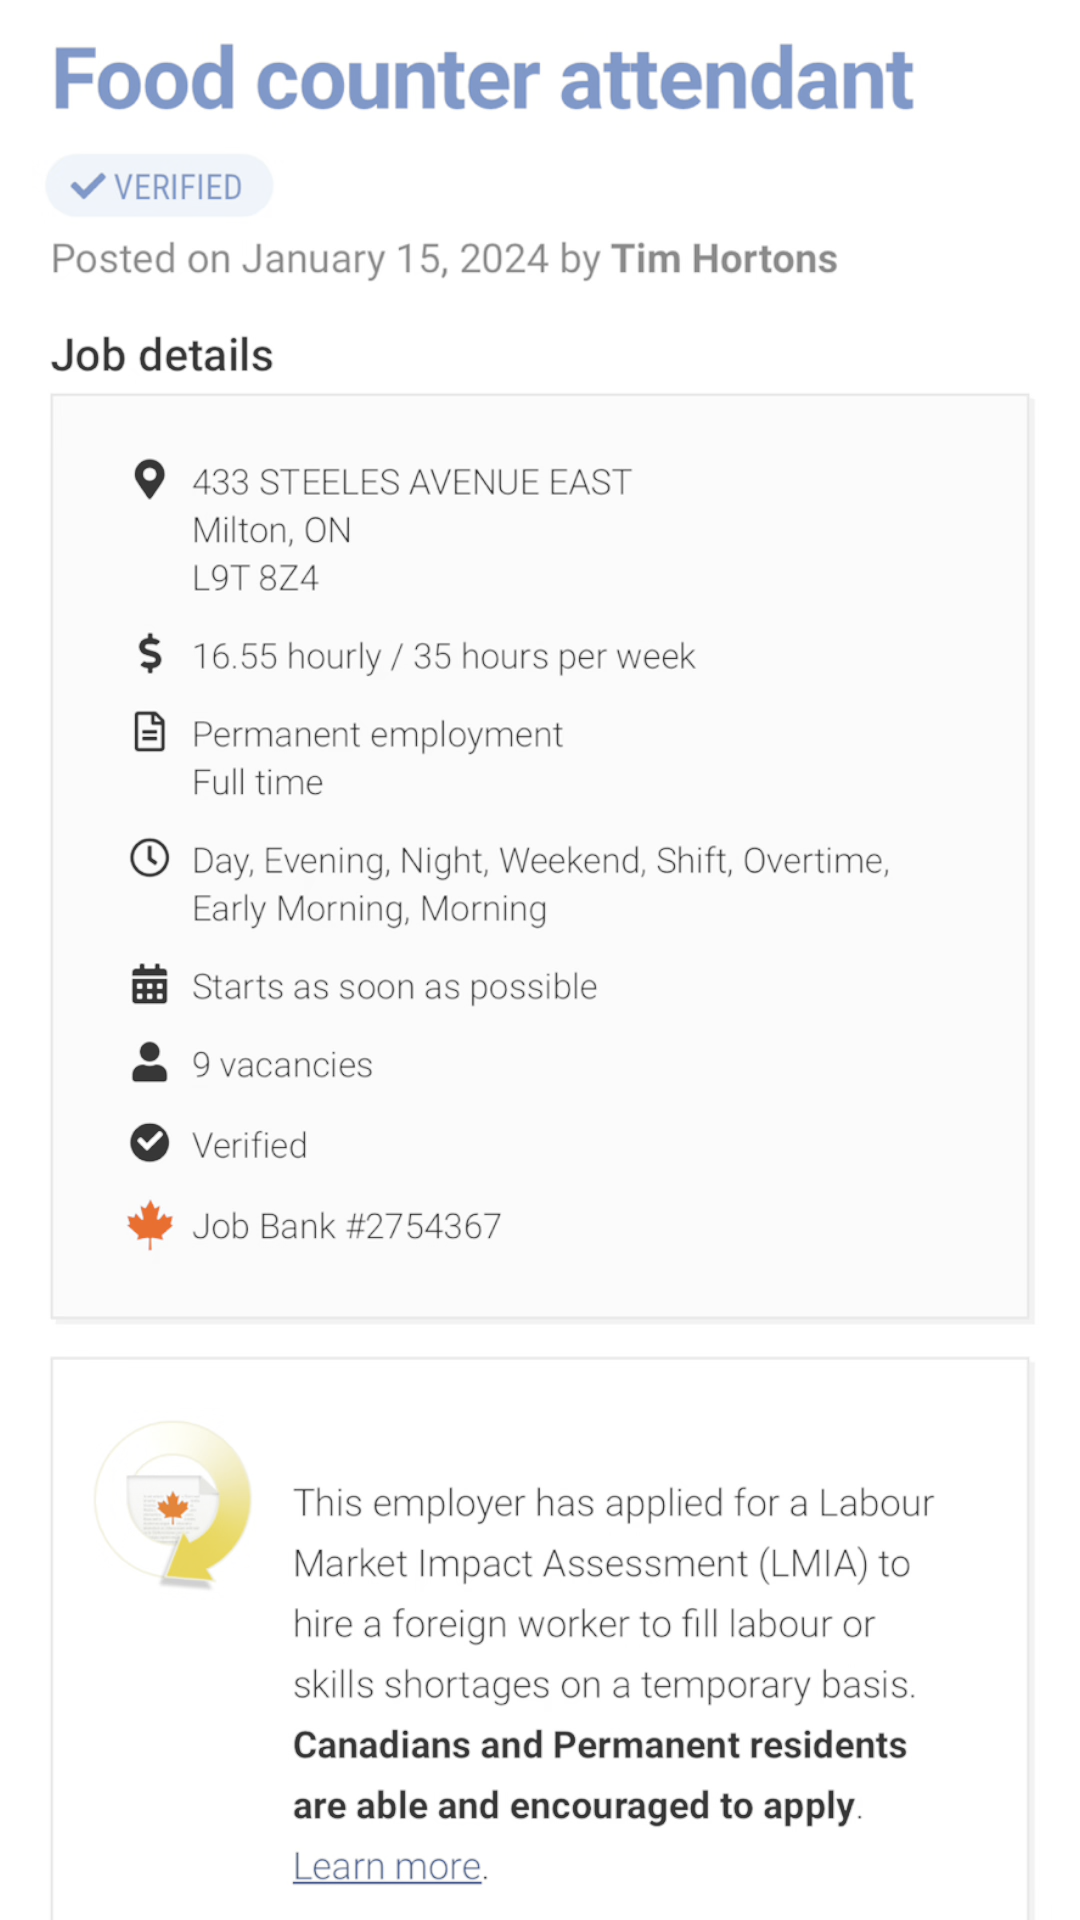 Food counter attendant
VERIFIED
Posted on January 15, 2024 by Tim Hortons
Job details
433 STEELES AVENUE EAST
Milton, ON
L9T 8Z4
16.55 hourly / 35 hours per week
Permanent employment
Full time
Day, Evening, Night, Weekend, Shift, Overtime,
Early Morning, Morning
Starts as soon as possible
9 vacancies
Verified
Job Bank #2754367
This employer has applied for a Labour
Market Impact Assessment (LMIA) to
hire a foreign worker to fill labour or
skills shortages on a temporary basis.
Canadians and Permanent residents
are able and encouraged to apply.
Learn more.